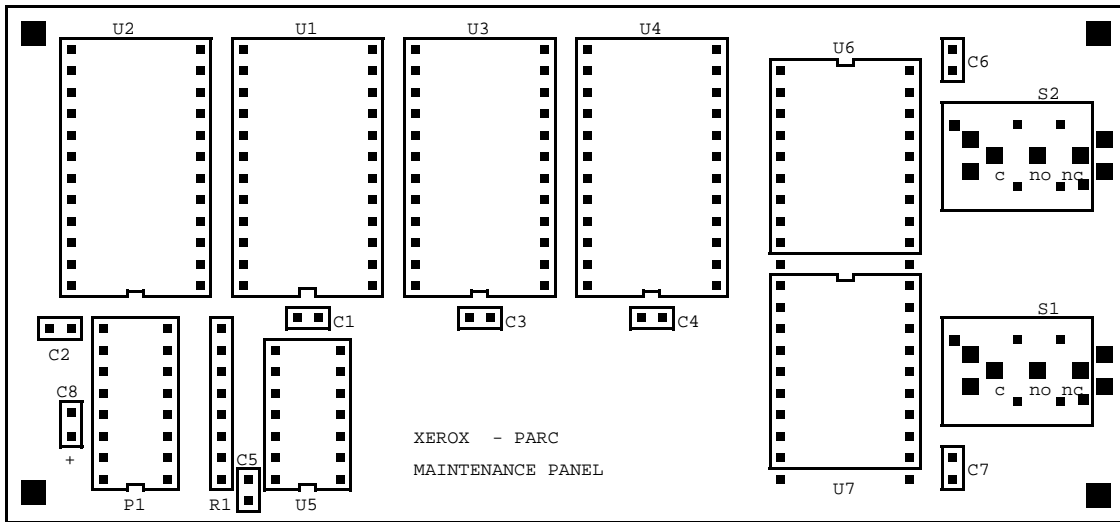 U2 U1 U3 U4
U6
C6
S2
c no nc
C1 C3 C4
S1
C2
c no nc
C8
XEROX - PARC
C5
+
C7
MAINTENANCE PANEL
U7
P1 R1 U5